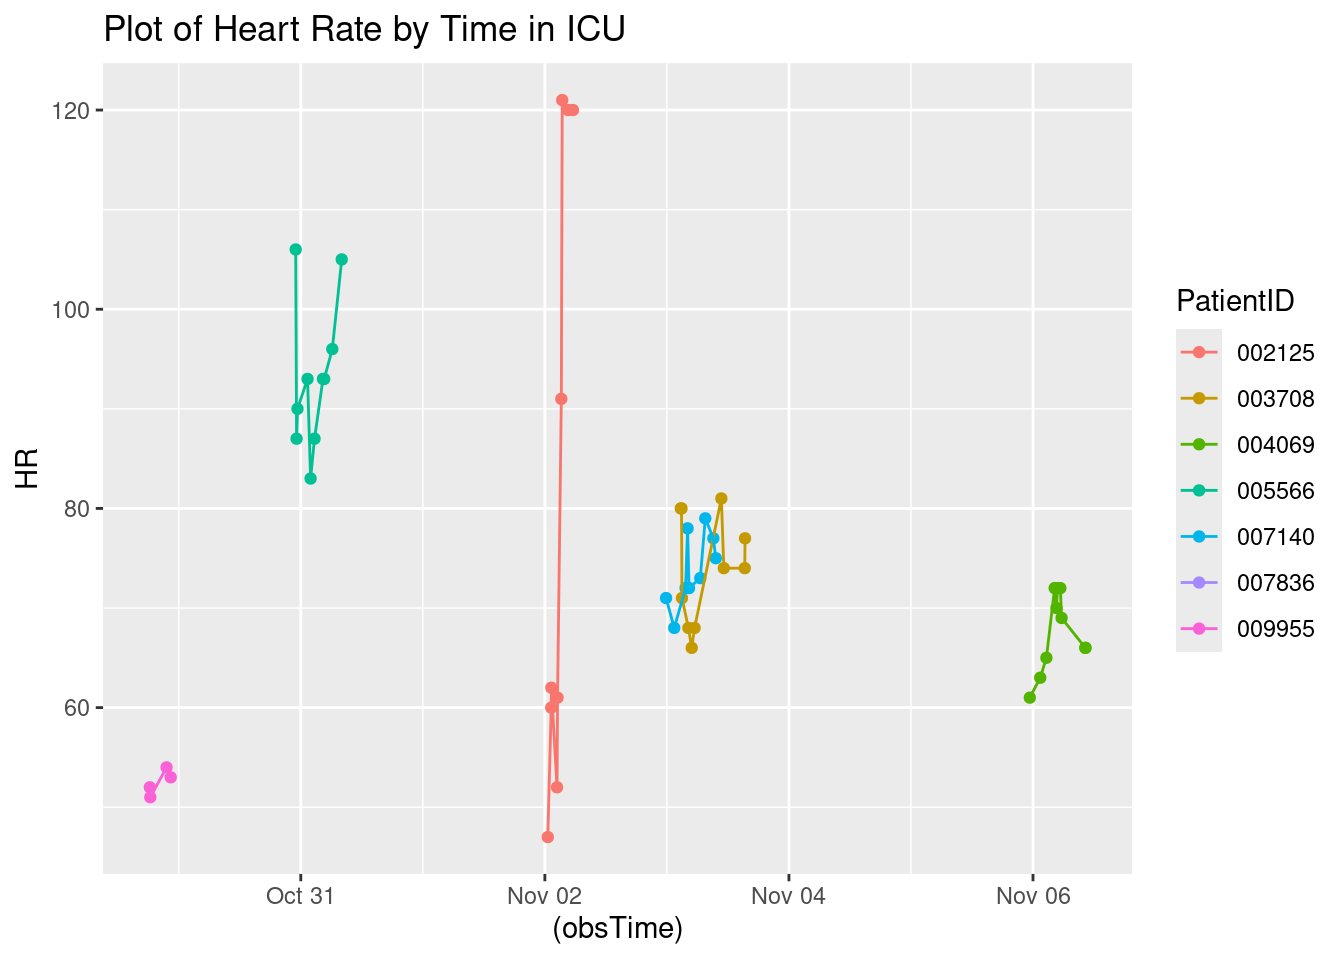 Plot of Heart Rate by Time in ICU
120
100
80
60
HR
Oct 31
Nov 02
Nov 04
Nov 06
(obsTime)
PatientID
002125
003708
004069
005566
007140
007836
009955